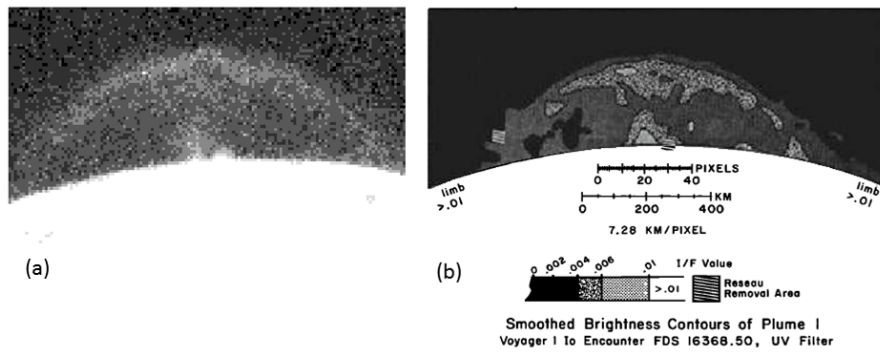 (a)
(b)
limb
>.01
limb
>.01
PIXELS
0 20 40
KM
0 200 400
7.28 KM/PIXEL
0 .002 .004 .006 .01 I/F Value
>.01
Reseau
Removal Area
Smoothed Brightness Contours of Plume 1
Voyager 1 Io Encounter FDS 16368.50, UV Filter